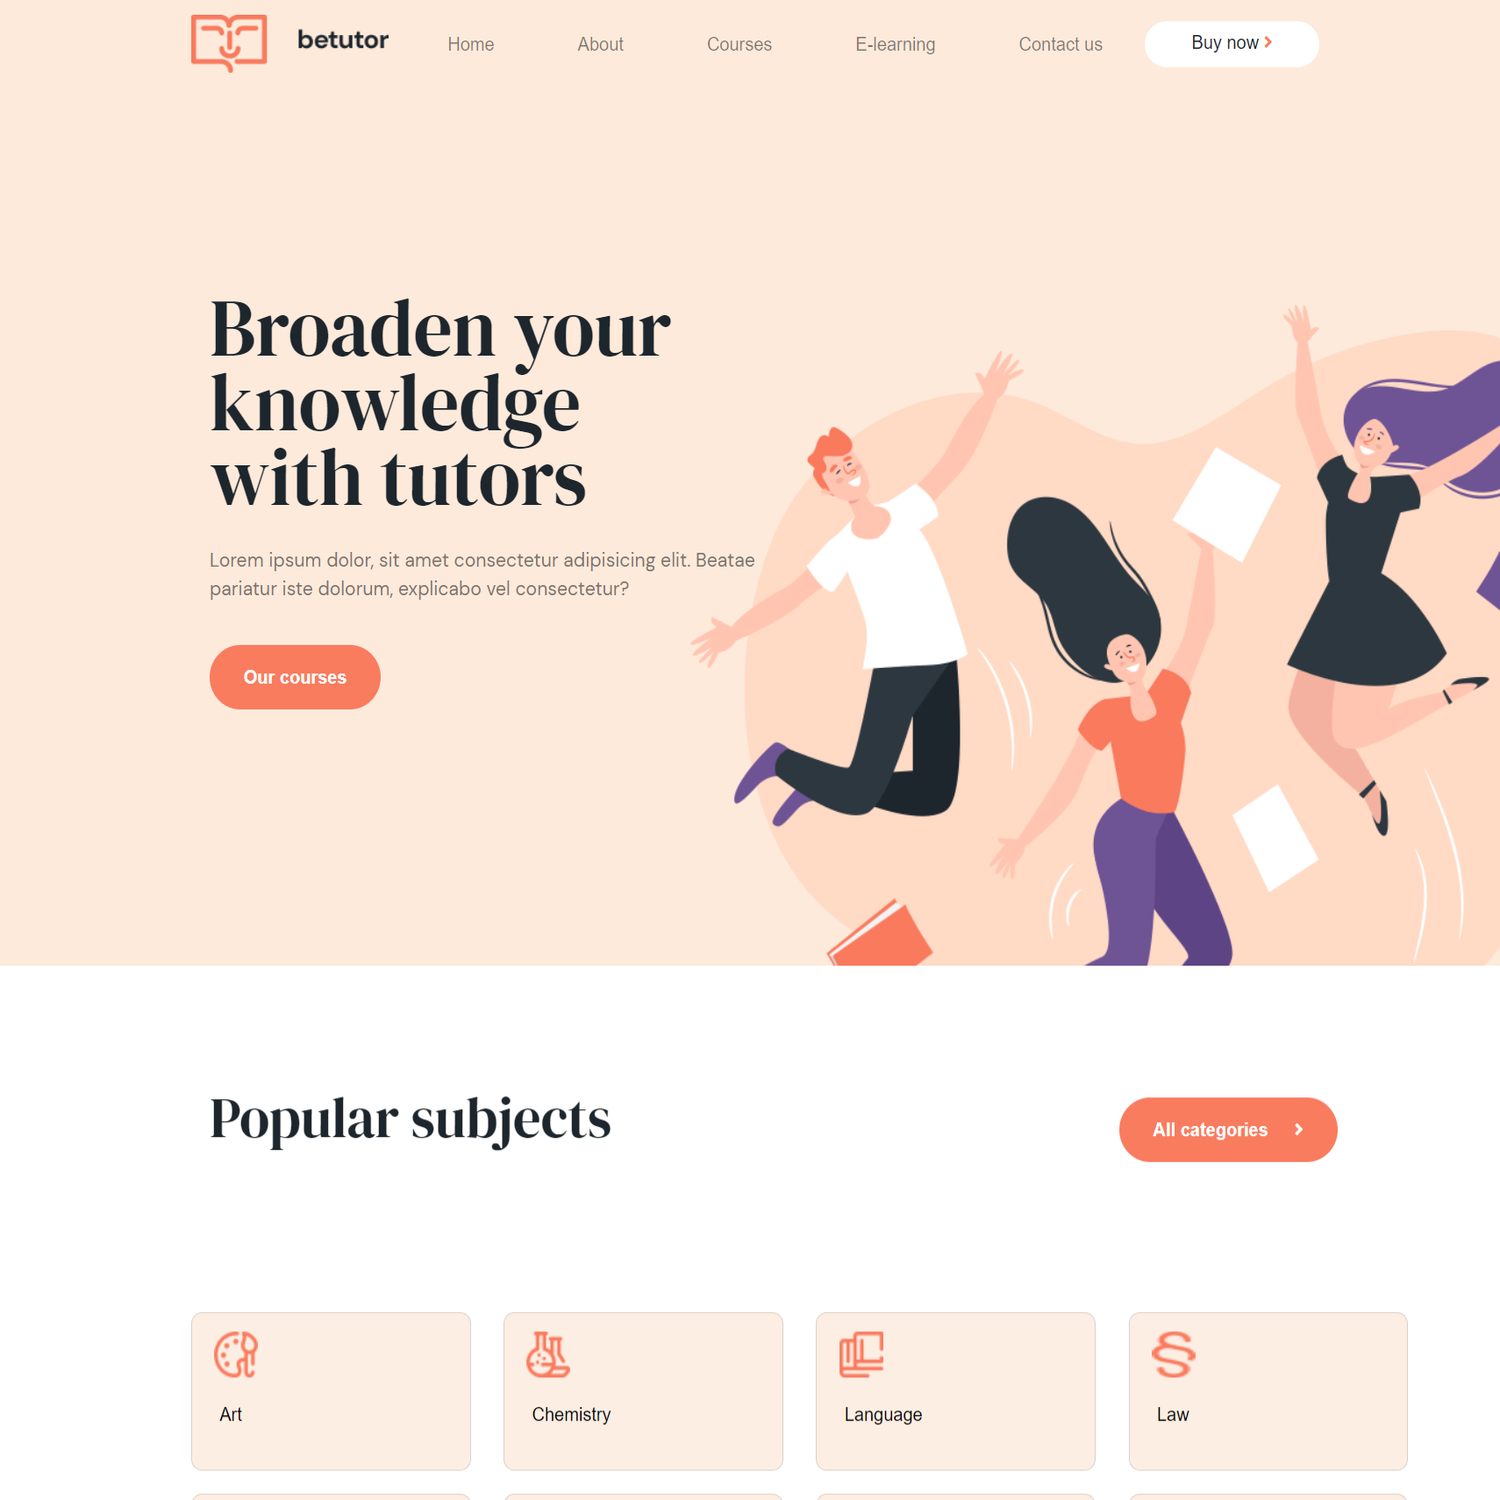 betutor
Home
About
Courses
E-learning
Contact us
Buy now
Broaden your
knowledge
with tutors
Lorem ipsum dolor, sit amet consectetur adipisicing elit. Beatae
pariatur iste dolorum, explicabo vel consectetur?
Our courses
Popular subjects
All categories
Art
Chemistry
Language
Law